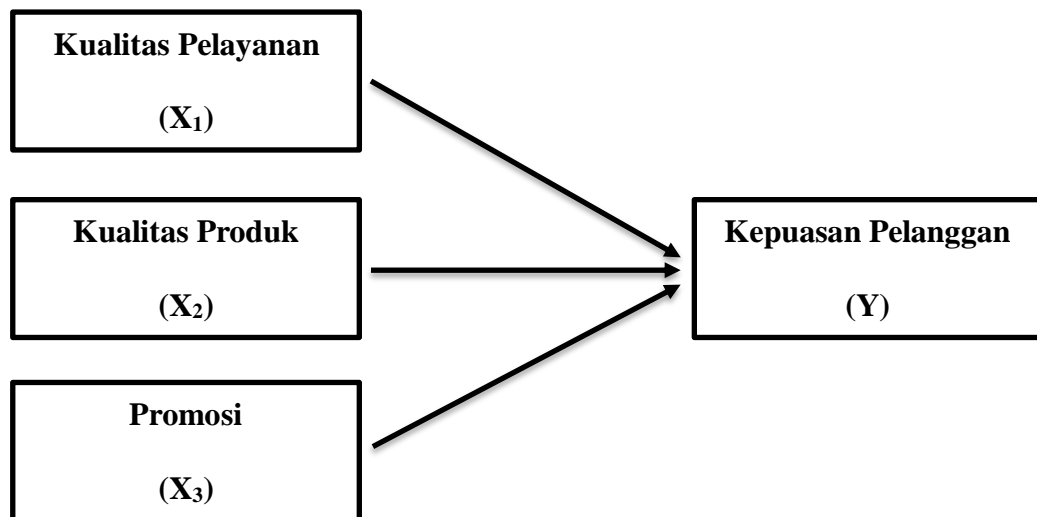 Kualitas Pelayanan
(X₁)
Kualitas Produk
(X₂)
Promosi
(X₃)
Kepuasan Pelanggan
(Y)